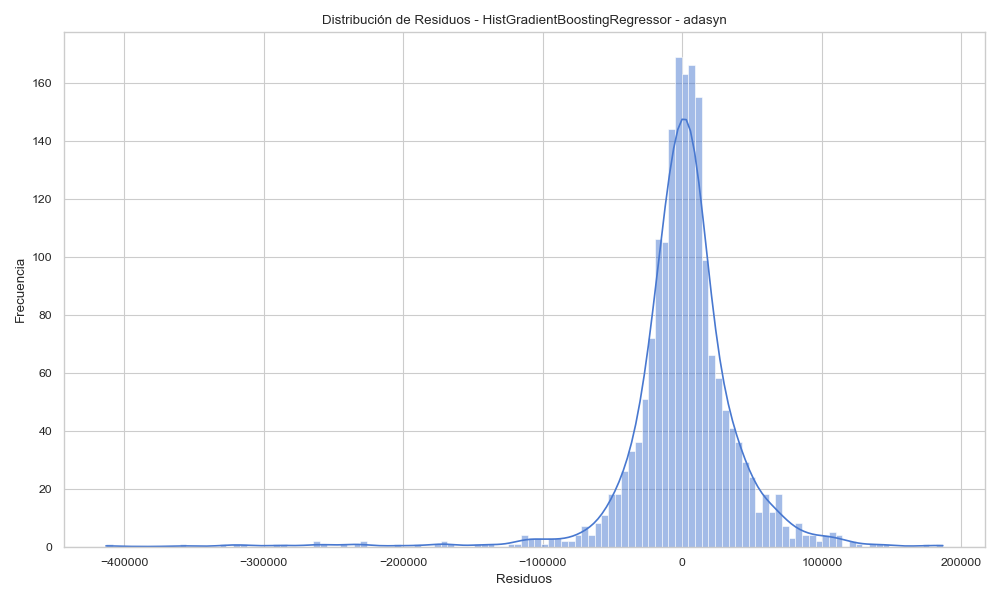 Distribución de Residuos - HistGradientBoostingRegressor - adasyn
Frecuencia
160
140
120
100
80
60
40
20
0
−400000 −300000 −200000 −100000 0 100000 200000
Residuos